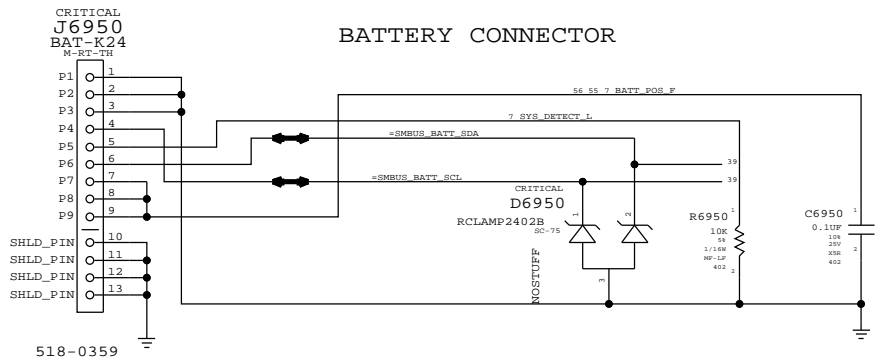 CRITICAL
J6950
BAT-K24
M-RT-TH
BATTERY CONNECTOR
P1 1
P2 2
P3 3
P4 4
P5 5
P6 6
P7 7
P8 8
P9 9
SHLD_PIN 10
SHLD_PIN 11
SHLD_PIN 12
SHLD_PIN 13
518-0359
56 55 7 BATT_POS_F
7 SYS_DETECT_L
=SMBUS_BATT_SDA
39
=SMBUS_BATT_SCL
39
CRITICAL
D6950
RCLAMP2402B
SC-75
1
2
3
NOSTUFF
1
R6950
10K
5%
1/16W
MF-LF
402
2
1
C6950
0.1UF
10%
25V
X5R
402
2